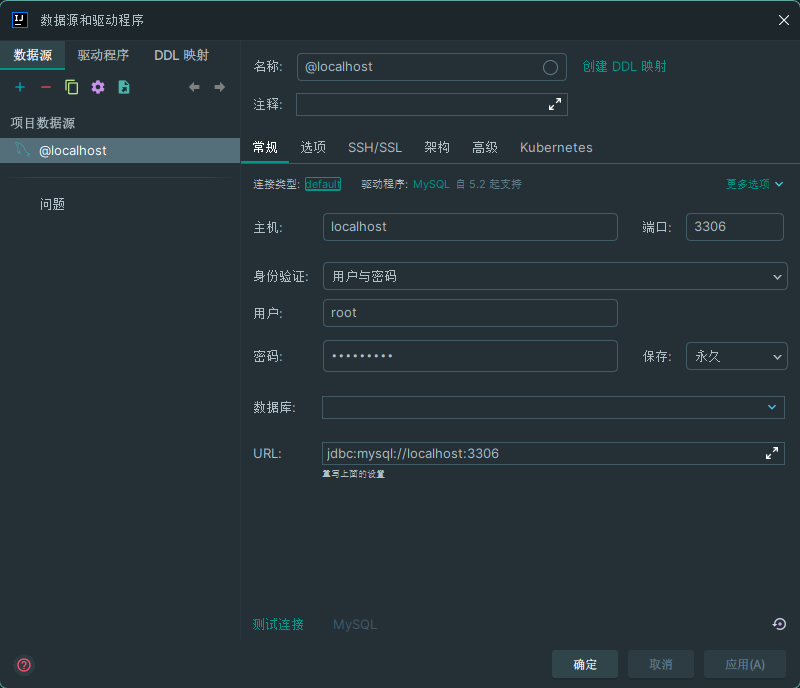 数据源和驱动程序
数据源 驱动程序 DDL 映射
项目数据源
@localhost
问题
名称: @localhost 创建 DDL 映射
注释:
常规 选项 SSH/SSL 架构 高级 Kubernetes
连接类型: default 驱动程序: MySQL 自 5.2 起支持 更多选项
主机: localhost 端口: 3306
身份验证: 用户与密码
用户: root
密码: ••••••••• 保存: 永久
数据库:
URL: jdbc:mysql://localhost:3306
重写上面的设置
测试连接 MySQL
确定 取消 应用(A)